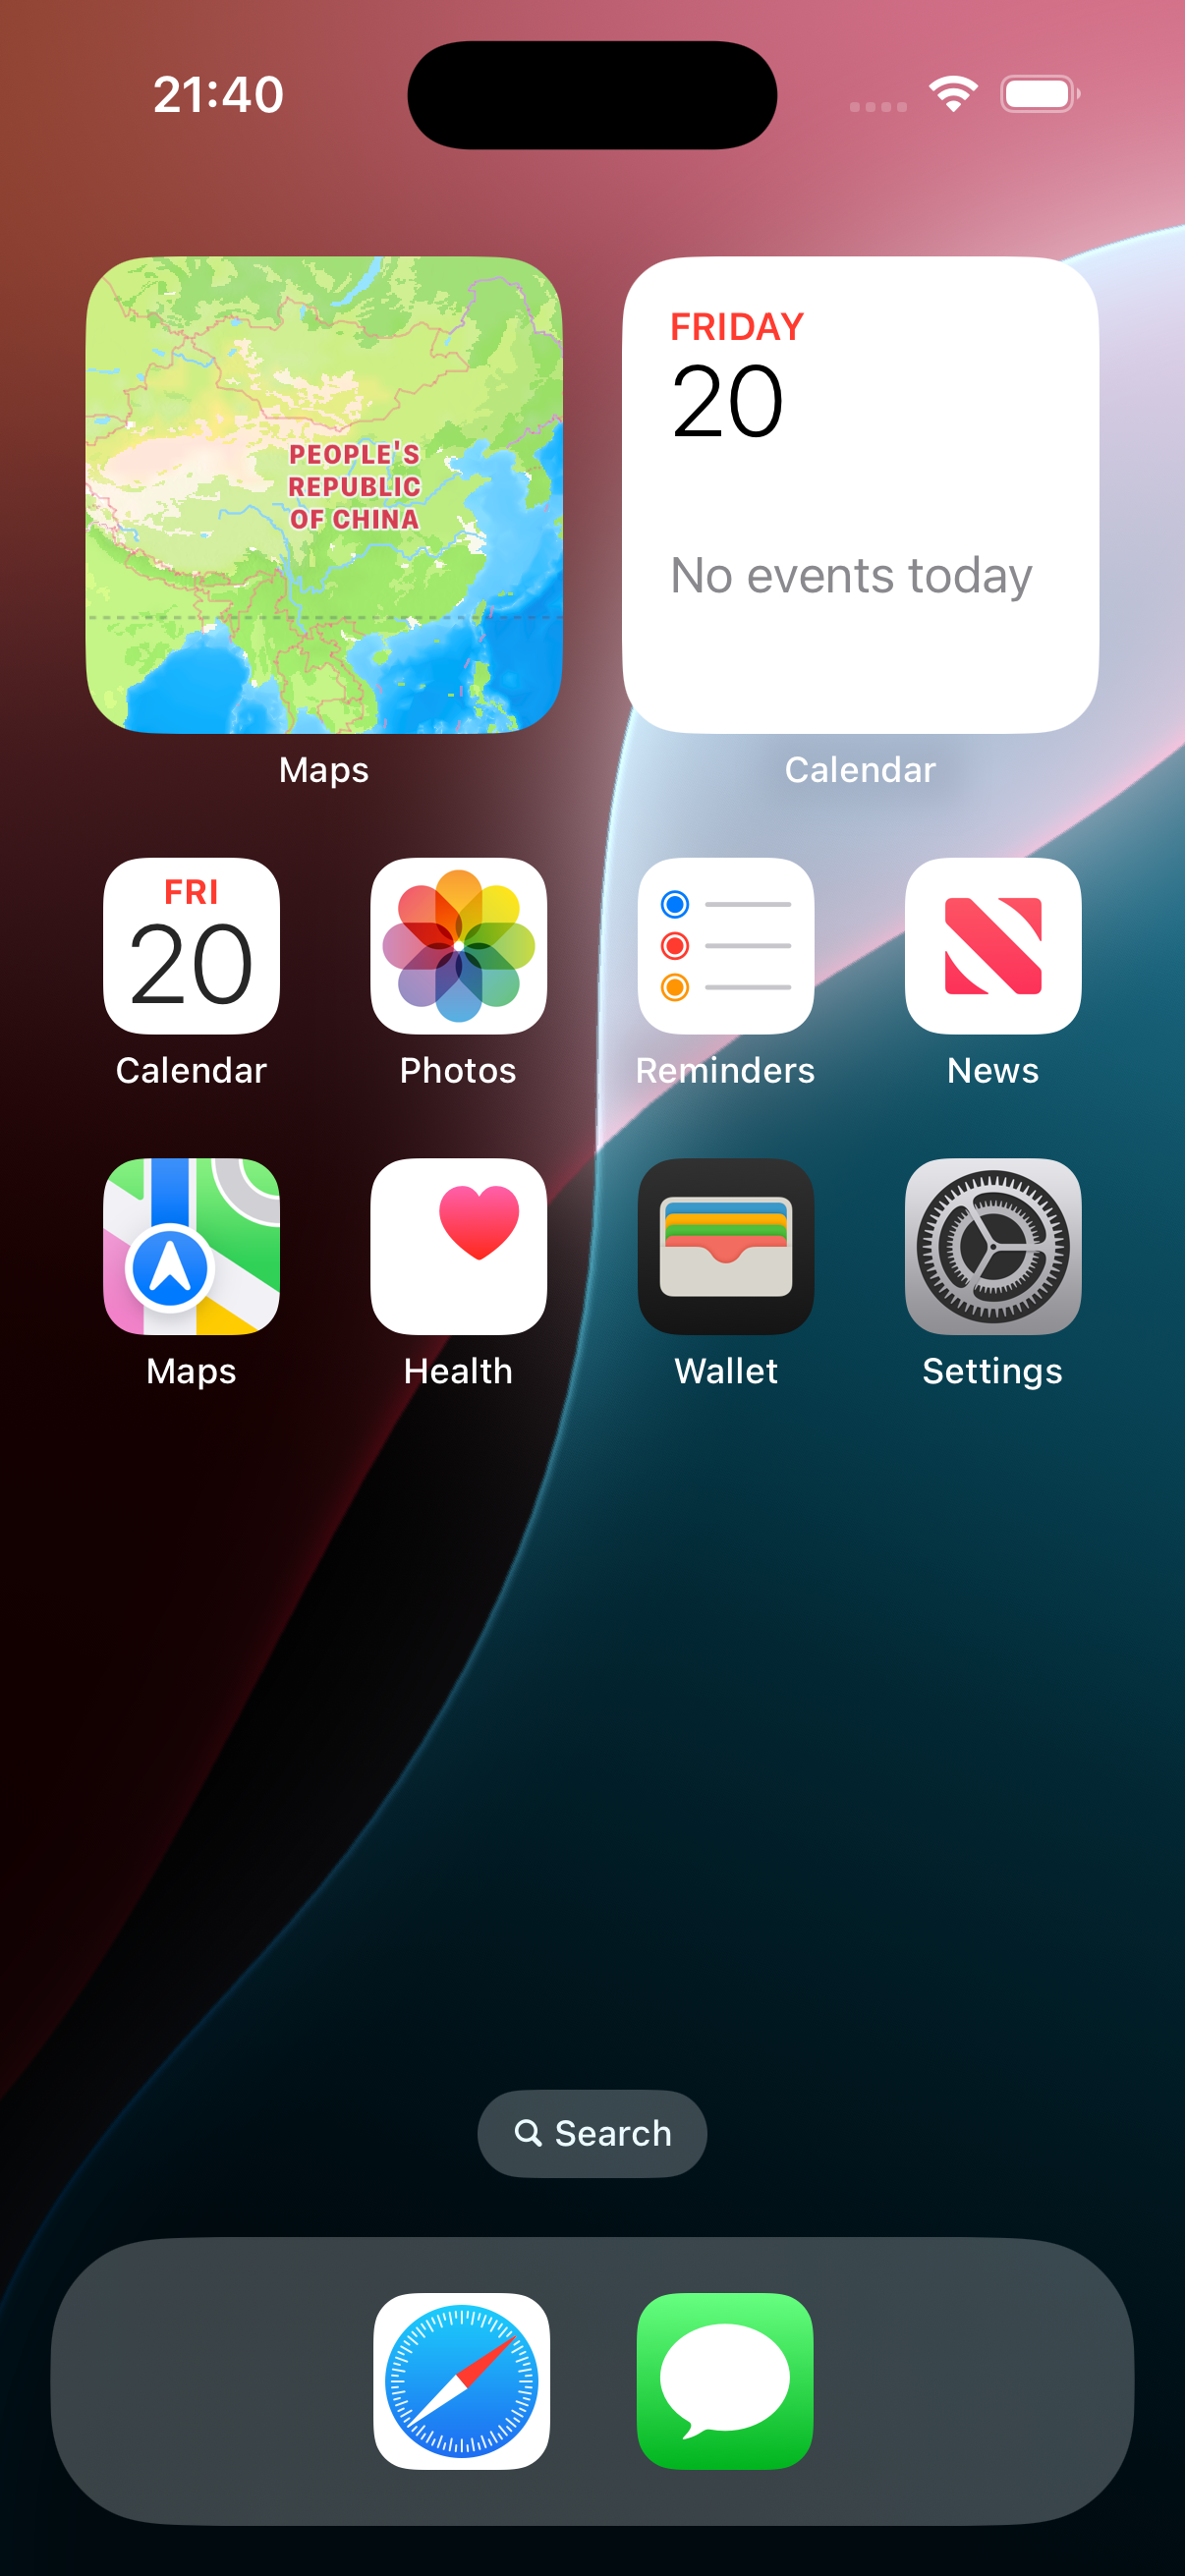 21:40
PEOPLE'S
REPUBLIC
OF CHINA
FRIDAY
20
No events today
Maps
Calendar
FRI
20
Calendar
Photos
Reminders
News
Maps
Health
Wallet
Settings
Search